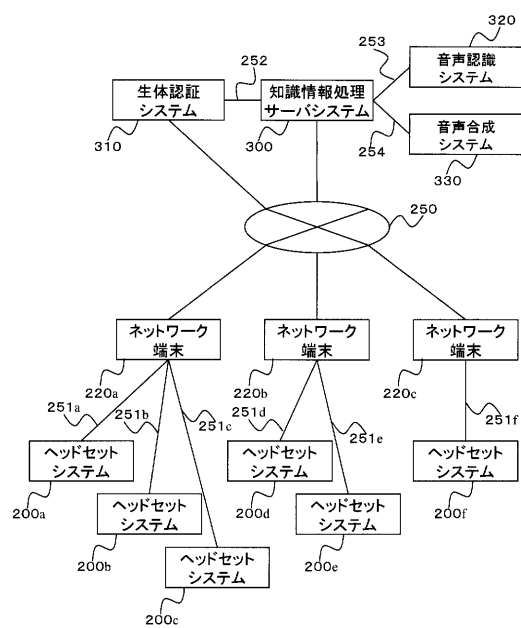 320
253
252
音声認識
システム
生体認証
システム
知識情報処理
サーバシステム
310
300
254
音声合成
システム
330
250
ネットワーク
端末
ネットワーク
端末
ネットワーク
端末
220a
220b
220c
251a
251b
251c
251d
251e
251f
ヘッドセット
システム
ヘッドセット
システム
ヘッドセット
システム
200a
200d
200f
ヘッドセット
システム
ヘッドセット
システム
200b
200e
ヘッドセット
システム
200c